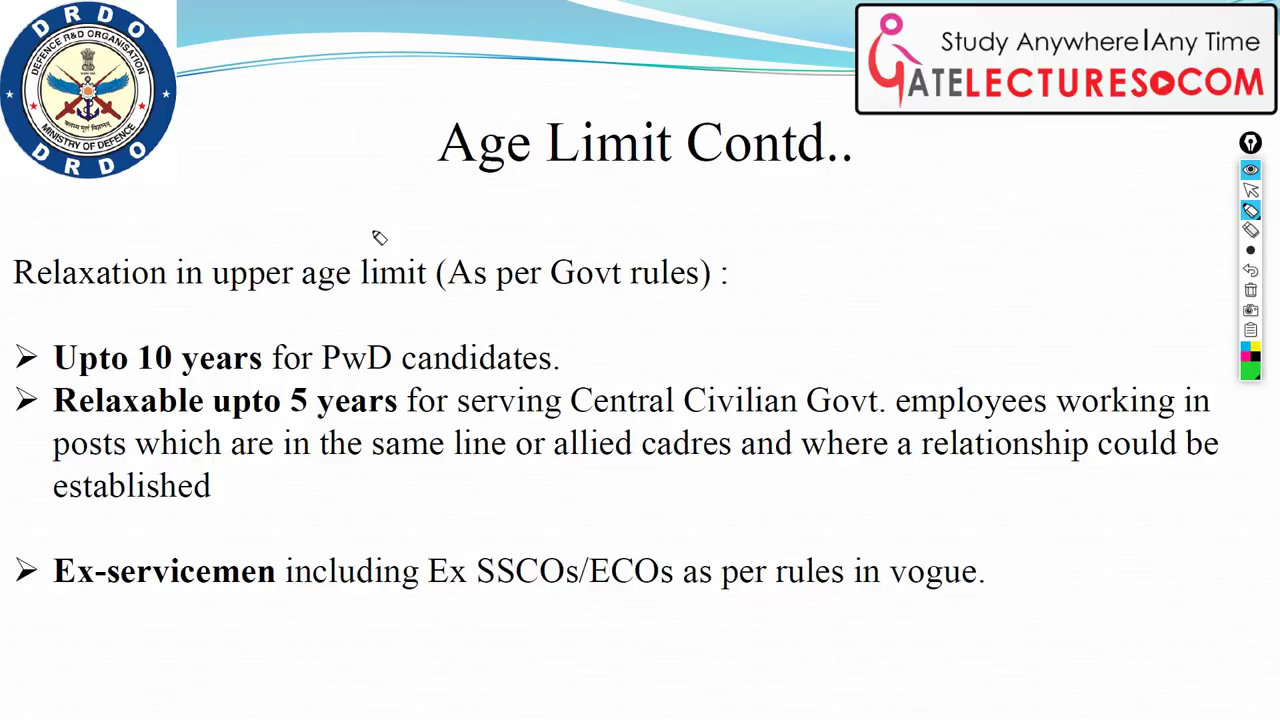 DRDO
DEFENCE R&D ORGANISATION
MINISTRY OF DEFENCE
DRDO
Study Anywhere|Any Time
GATELECTURES.COM
Age Limit Contd..
Relaxation in upper age limit (As per Govt rules) :
➢ Upto 10 years for PwD candidates.
➢ Relaxable upto 5 years for serving Central Civilian Govt. employees working in
posts which are in the same line or allied cadres and where a relationship could be
established
➢ Ex-servicemen including Ex SSCOs/ECOs as per rules in vogue.